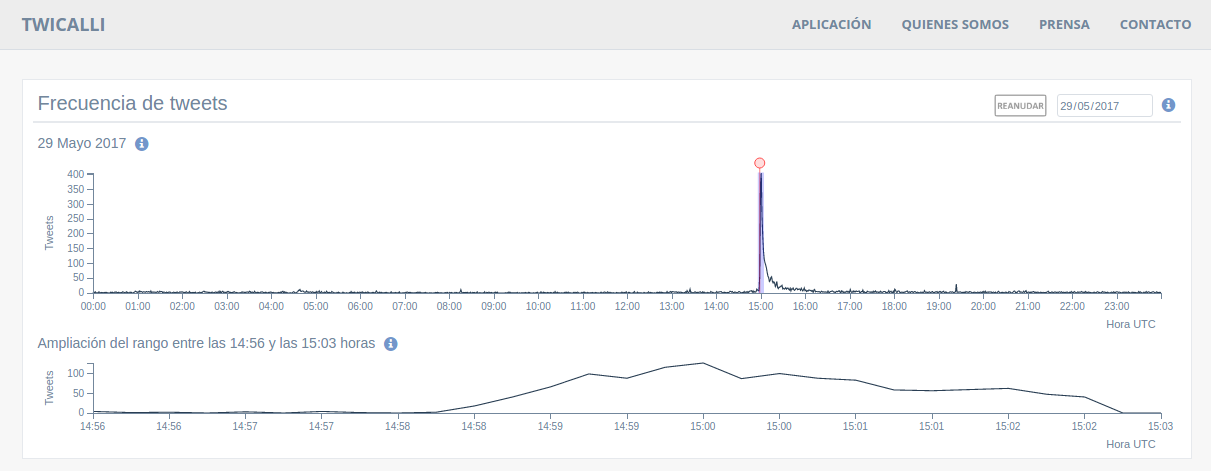 TWICALLI
APLICACIÓN QUIENES SOMOS PRENSA CONTACTO
Frecuencia de tweets
REANUDAR 29/05/2017
29 Mayo 2017
Tweets
400
350
300
250
200
150
100
50
0
00:00 01:00 02:00 03:00 04:00 05:00 06:00 07:00 08:00 09:00 10:00 11:00 12:00 13:00 14:00 15:00 16:00 17:00 18:00 19:00 20:00 21:00 22:00 23:00
Hora UTC
Ampliación del rango entre las 14:56 y las 15:03 horas
Tweets
100
50
0
14:56 14:56 14:57 14:57 14:58 14:58 14:59 14:59 15:00 15:00 15:01 15:01 15:02 15:02 15:03
Hora UTC